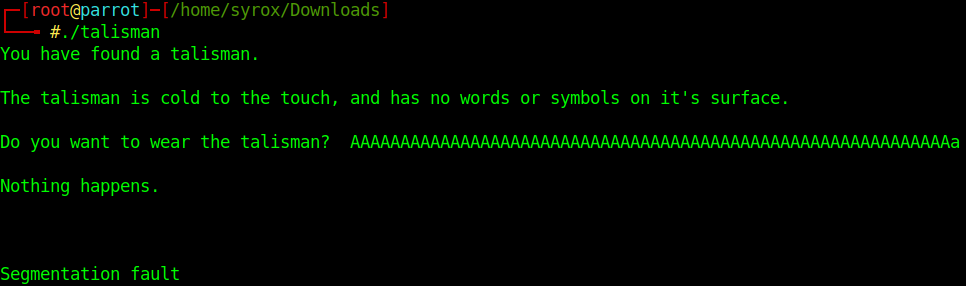 ┌─[root@parrot]─[/home/syrox/Downloads]
└──╼ #./talisman
You have found a talisman.
The talisman is cold to the touch, and has no words or symbols on it's surface.
Do you want to wear the talisman?  AAAAAAAAAAAAAAAAAAAAAAAAAAAAAAAAAAAAAAAAAAAAAAAAAAAAAAAAAAAAa
Nothing happens.
Segmentation fault